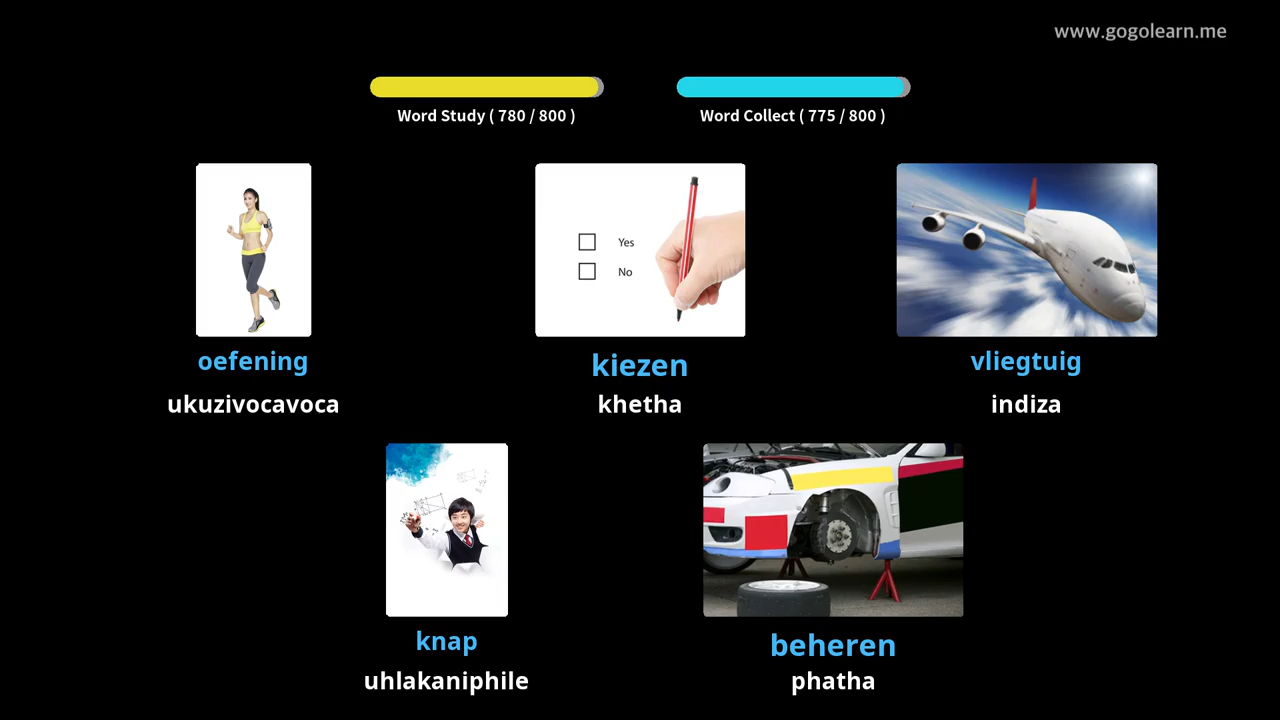 www.gogolearn.me
Word Study ( 780 / 800 )
Word Collect ( 775 / 800 )
Yes
No
oefening
kiezen
vliegtuig
ukuzivocavoca
khetha
indiza
knap
beheren
uhlakaniphile
phatha